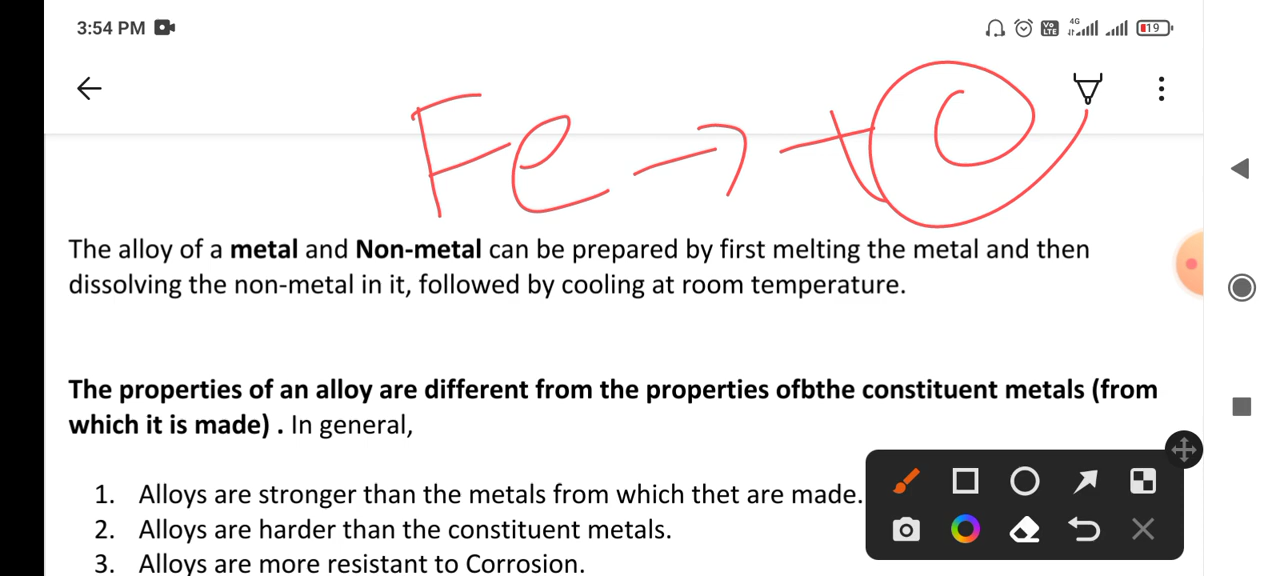 3:54 PM 4G VoLTE 19
Fe → + C
The alloy of a metal and Non-metal can be prepared by first melting the metal and then
dissolving the non-metal in it, followed by cooling at room temperature.
The properties of an alloy are different from the properties ofbthe constituent metals (from
which it is made) . In general,
1. Alloys are stronger than the metals from which thet are made.
2. Alloys are harder than the constituent metals.
3. Alloys are more resistant to Corrosion.